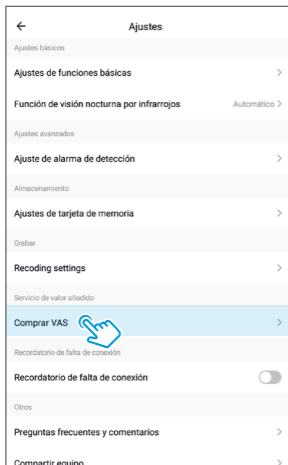 Ajustes
Ajustes básicos
Ajustes de funciones básicas
Función de visión nocturna por infrarrojos Automático
Ajustes avanzados
Ajuste de alarma de detección
Almacenamiento
Ajustes de tarjeta de memoria
Grabar
Recoding settings
Servicio de valor añadido
Comprar VAS
Recordatorio de falta de conexión
Recordatorio de falta de conexión
Otros
Preguntas frecuentes y comentarios
Compartir equipo